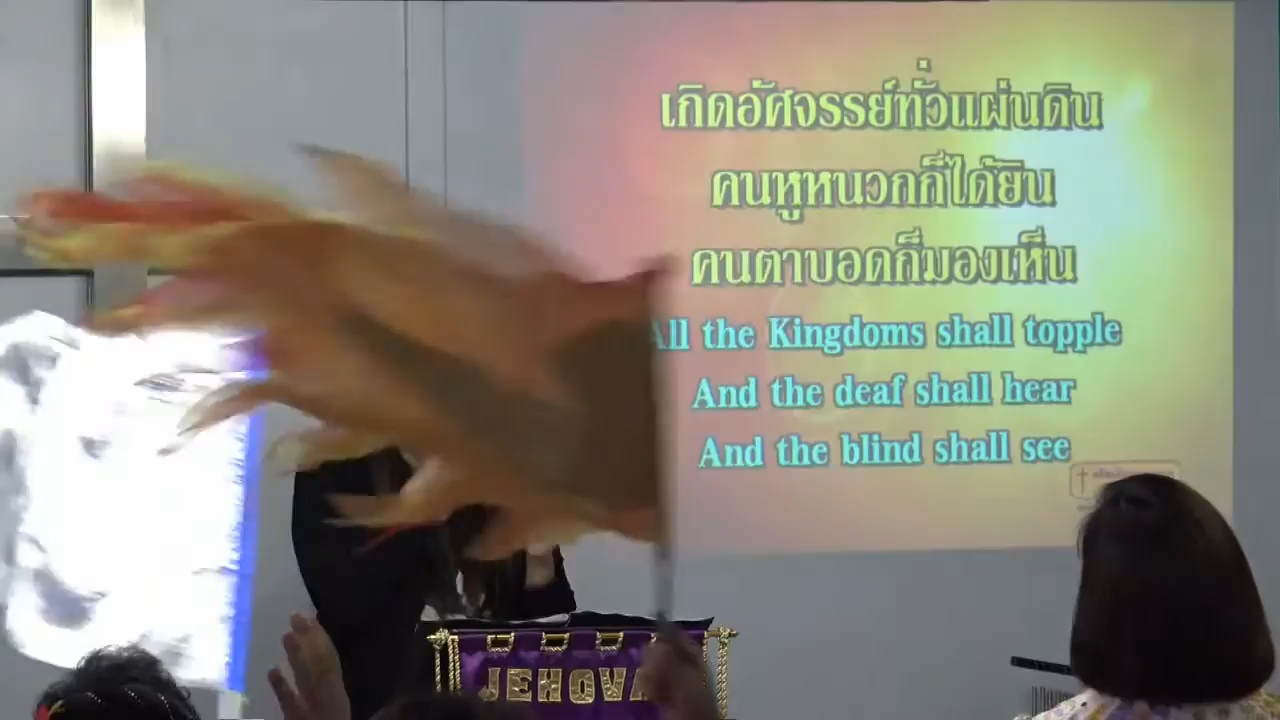 เกิดอัศจรรย์ทั่วแผ่นดิน
คนหูหนวกก็ได้ยิน
คนตาบอดก็มองเห็น
All the Kingdoms shall topple
And the deaf shall hear
And the blind shall see
JEHOVA